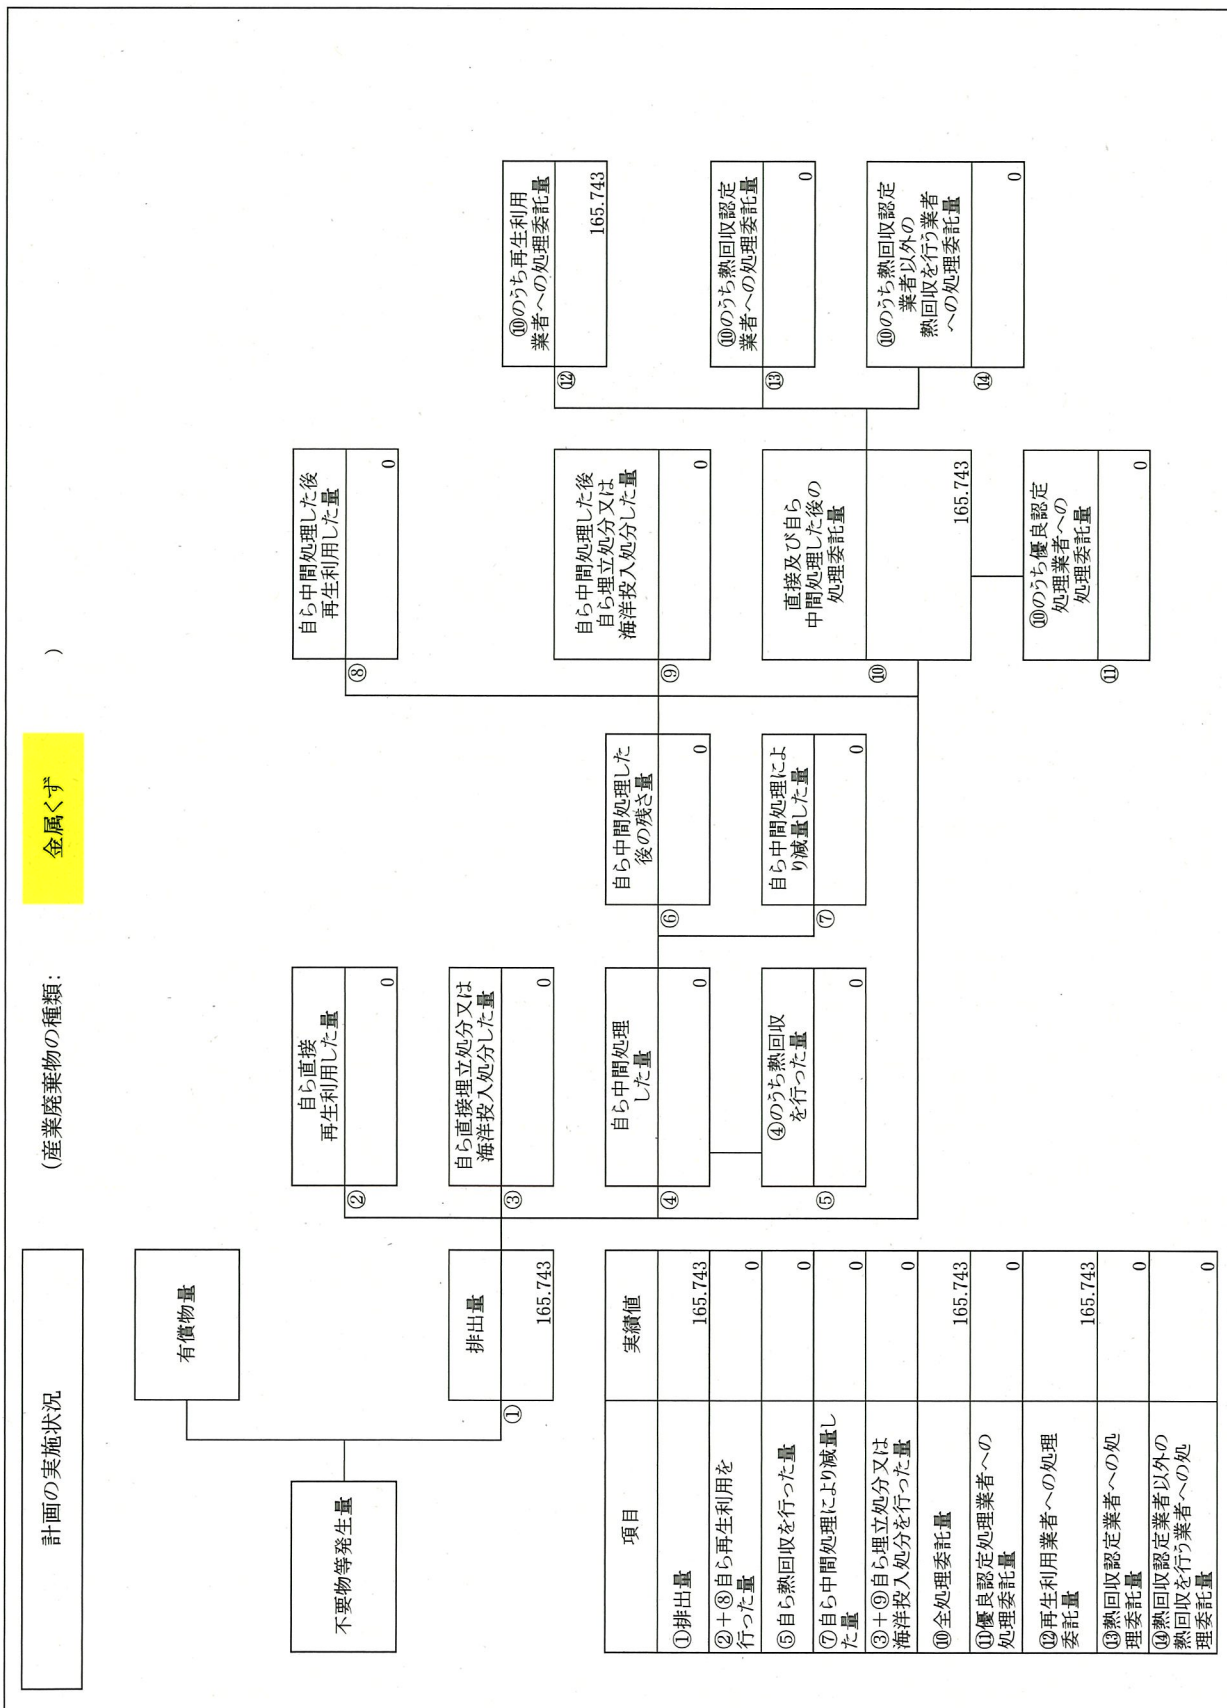 計画の実施状況
(産業廃棄物の種類: 金属くず )
不要物等発生量
有償物量
排出量
①
165.743
自ら直接
再生利用した量
②
0
自ら直接埋立処分又は
海洋投入処分した量
③
0
自ら中間処理
した量
④
0
④のうち熱回収
を行った量
⑤
0
自ら中間処理した
後の残さ量
⑥
0
自ら中間処理によ
り減量した量
⑦
0
自ら中間処理した後
再生利用した量
⑧
0
自ら中間処理した後
自ら埋立処分又は
海洋投入処分した量
⑨
0
直接及び自ら
中間処理した後の
処理委託量
⑩
165.743
⑩のうち優良認定
処理業者への
処理委託量
⑪
0
⑩のうち再生利用
業者への処理委託量
⑫
165.743
⑩のうち熱回収認定
業者への処理委託量
⑬
0
⑩のうち熱回収認定
業者以外の
熱回収を行う業者
への処理委託量
⑭
0
項目 実績値
①排出量 165.743
②+⑧自ら再生利用を
行った量 0
⑤自ら熱回収を行った量 0
⑦自ら中間処理により減量し
た量 0
③+⑨自ら埋立処分又は
海洋投入処分を行った量 0
⑩全処理委託量 165.743
⑪優良認定処理業者への
処理委託量 0
⑫再生利用業者への処理
委託量 165.743
⑬熱回収認定業者への処
理委託量 0
⑭熱回収認定業者以外の
熱回収を行う業者への処
理委託量 0